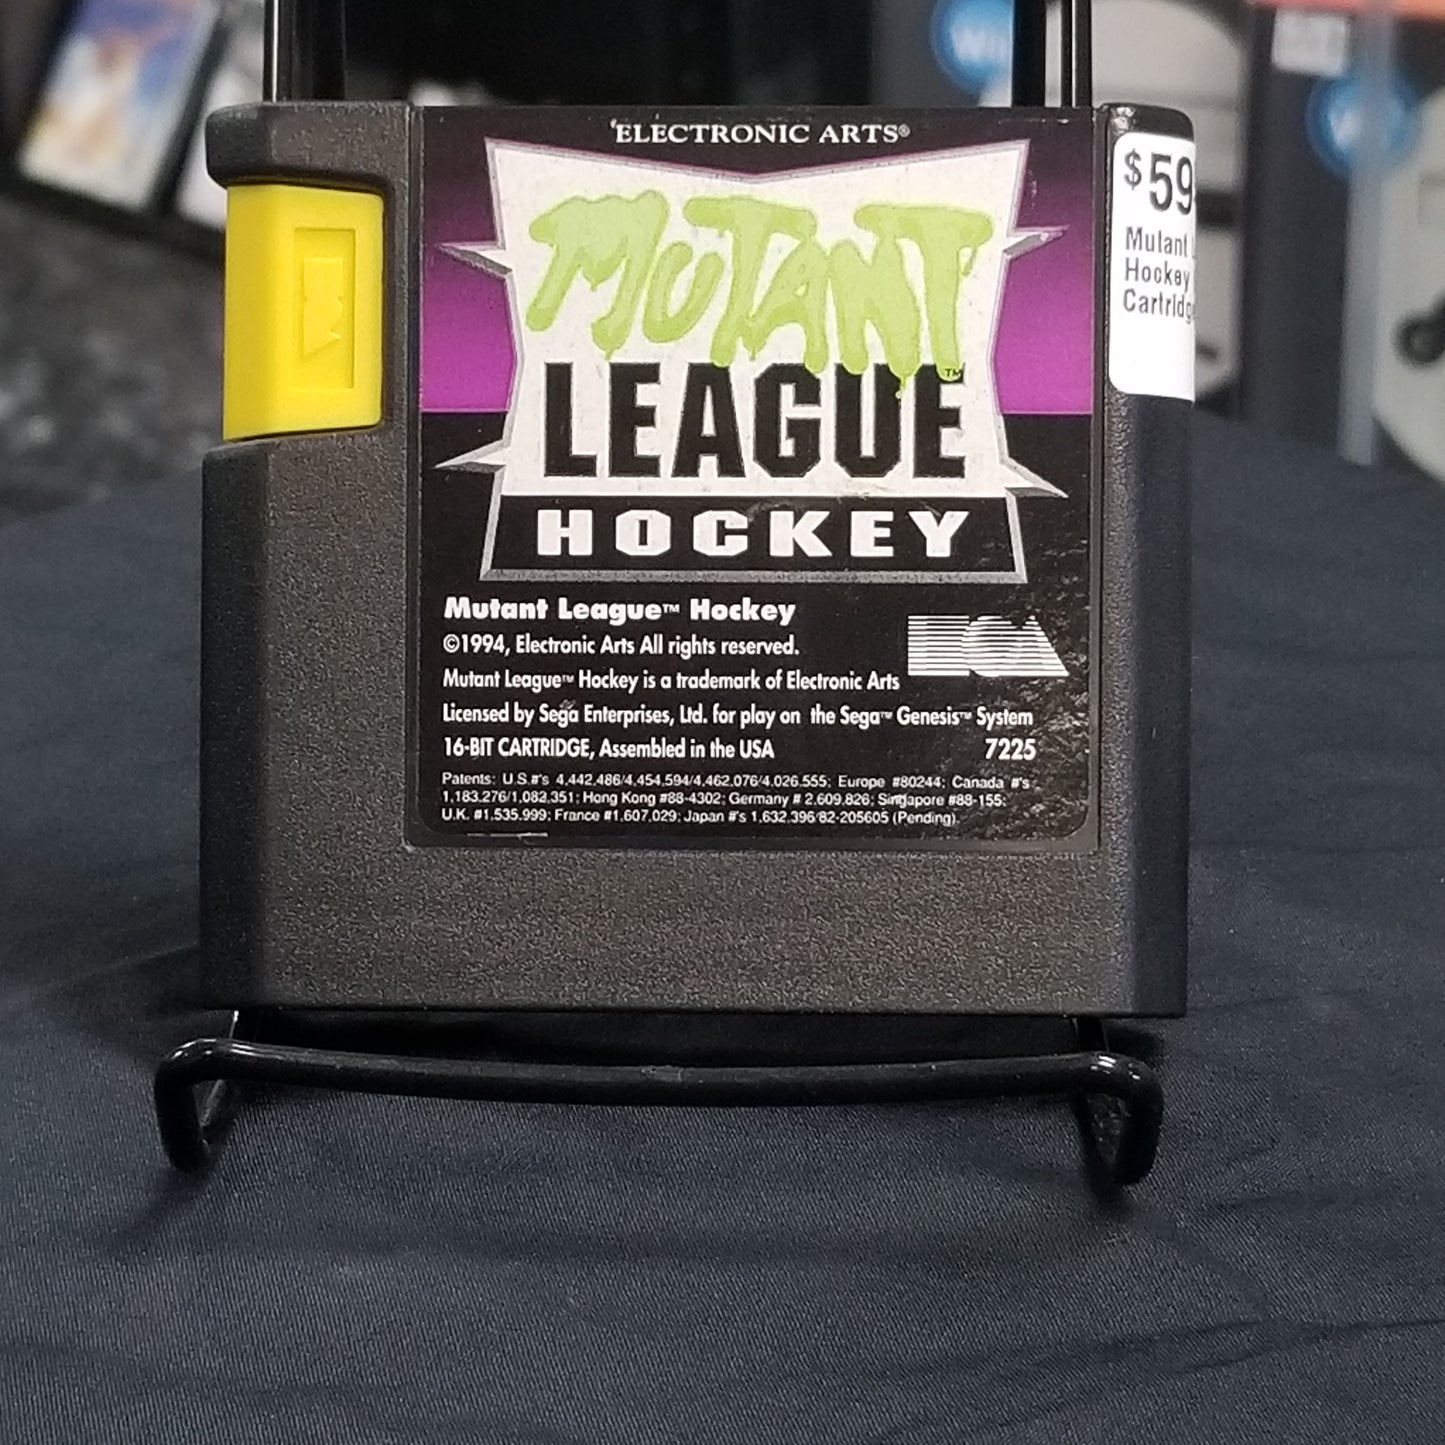 ELECTRONIC ARTS®
MUTANT
LEAGUE™
HOCKEY
Mutant League™ Hockey
©1994, Electronic Arts All rights reserved.
EA
Mutant League™ Hockey is a trademark of Electronic Arts
Licensed by Sega Enterprises, Ltd. for play on the Sega™ Genesis™ System
16-BIT CARTRIDGE, Assembled in the USA 7225
Patents: U.S.#'s 4,442,486/4,454,594/4,462,076/4,026,555; Europe #80244; Canada #'s
1,183,276/1,082,351; Hong Kong #88-4302; Germany # 2,609,826; Singapore #88-155;
U.K. #1,535,999; France #1,607,029; Japan #'s 1,632,396/82-205605 (Pending).
$59
Mutant
Hockey
Cartridg
Wii